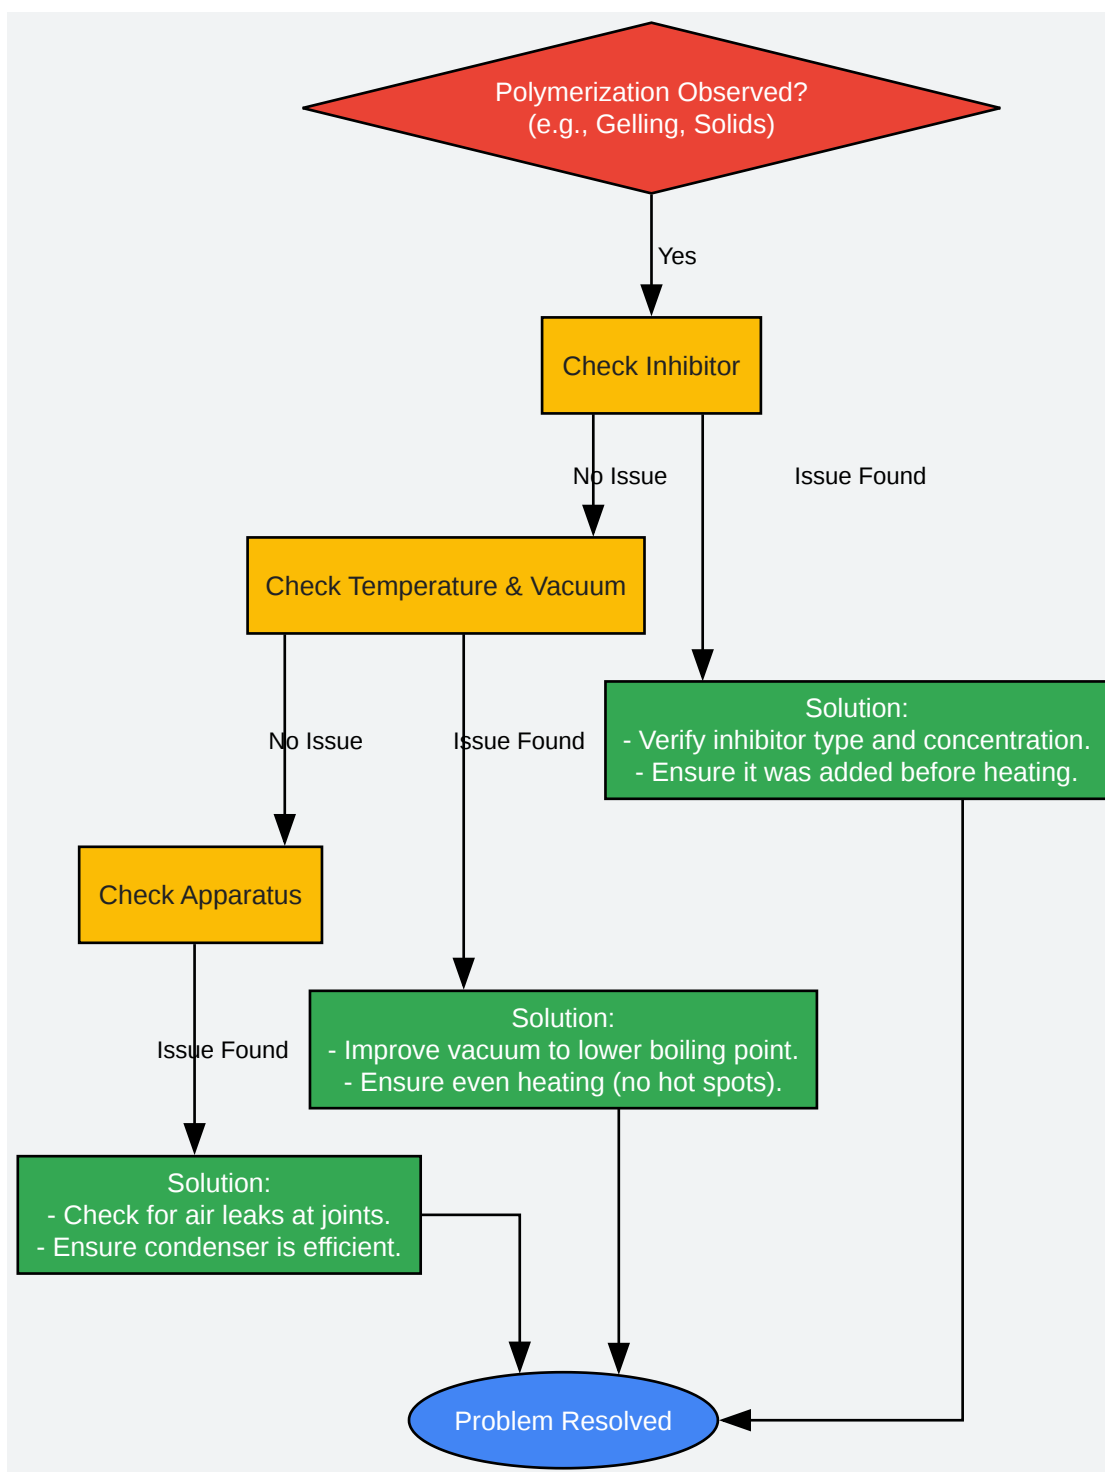 Polymerization Observed?
(e.g., Gelling, Solids)
Yes
Check Inhibitor
No Issue
Issue Found
Check Temperature & Vacuum
Solution:
- Verify inhibitor type and concentration.
- Ensure it was added before heating.
No Issue
Issue Found
Check Apparatus
Solution:
- Improve vacuum to lower boiling point.
- Ensure even heating (no hot spots).
Issue Found
Solution:
- Check for air leaks at joints.
- Ensure condenser is efficient.
Problem Resolved